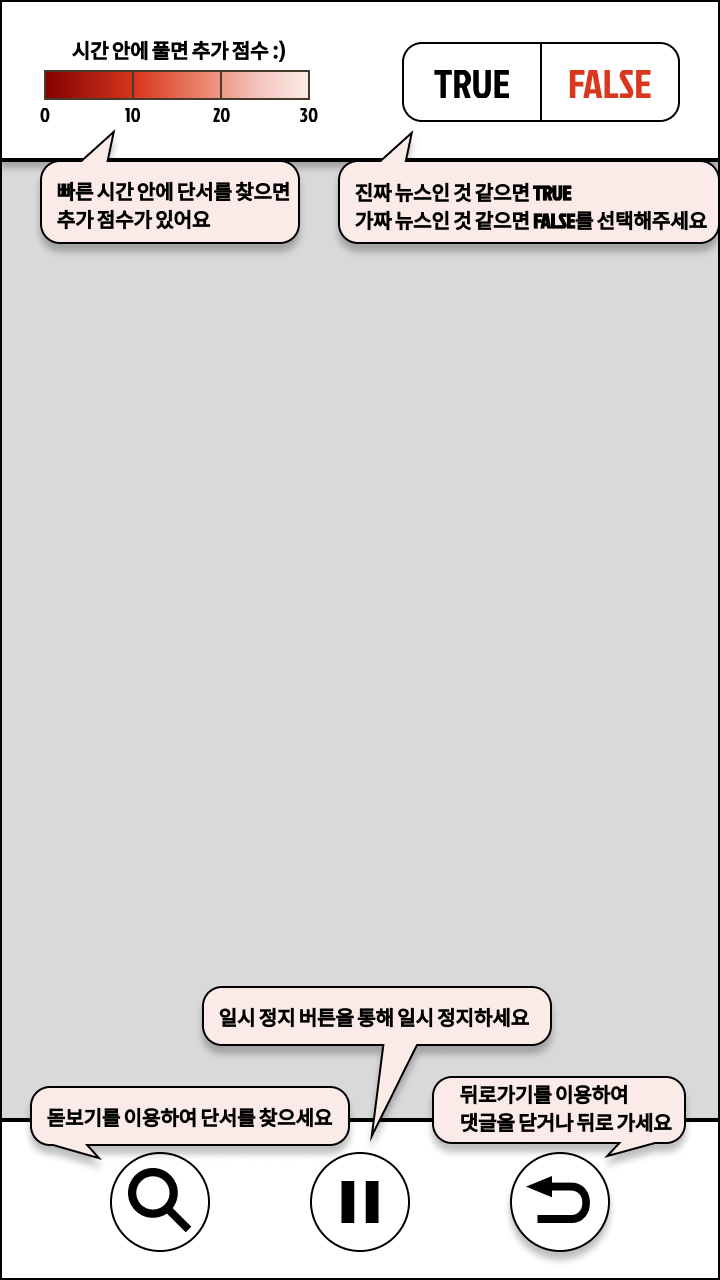 시간 안에 풀면 추가 점수 :)
0 10 20 30
TRUE FALSE
빠른 시간 안에 단서를 찾으면
추가 점수가 있어요
진짜 뉴스인 것 같으면 TRUE
가짜 뉴스인 것 같으면 FALSE를 선택해주세요
일시 정지 버튼을 통해 일시 정지하세요
돋보기를 이용하여 단서를 찾으세요
뒤로가기를 이용하여
댓글을 닫거나 뒤로 가세요